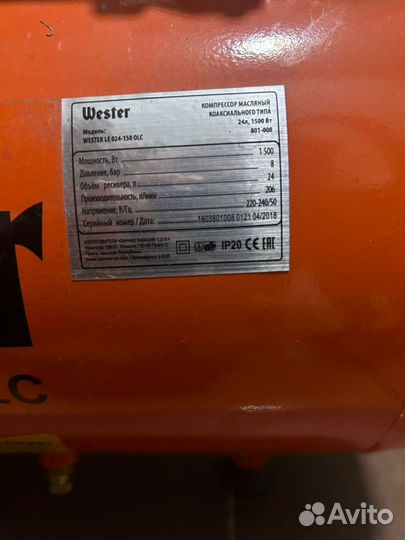 Wester
КОМПРЕССОР МАСЛЯНЫЙ
КОАКСИАЛЬНОГО ТИПА
24л, 1500 Вт
801-008
Модель:
WESTER LE 024-150 OLC
Мощность, Вт 1 500
Давление, бар 8
Объём ресивера, л 24
Производительность, л/мин 206
Напряжение, В/Гц 220-240/50
Серийный номер / Дата: 1803801008 0121 04/2018
IP20 CE EAC
LC
Avito